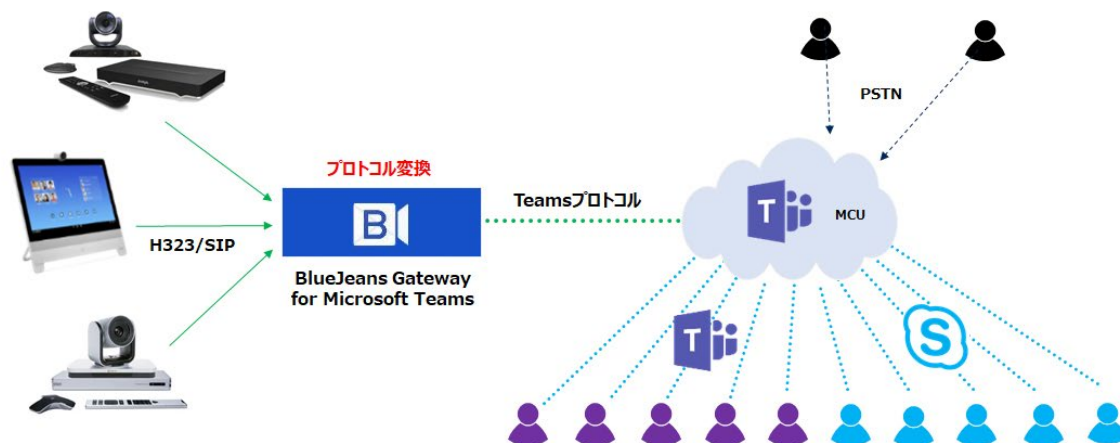 PSTN
プロトコル変換
Teamsプロトコル
T
MCU
B
H323/SIP
BlueJeans Gateway
for Microsoft Teams
T
S